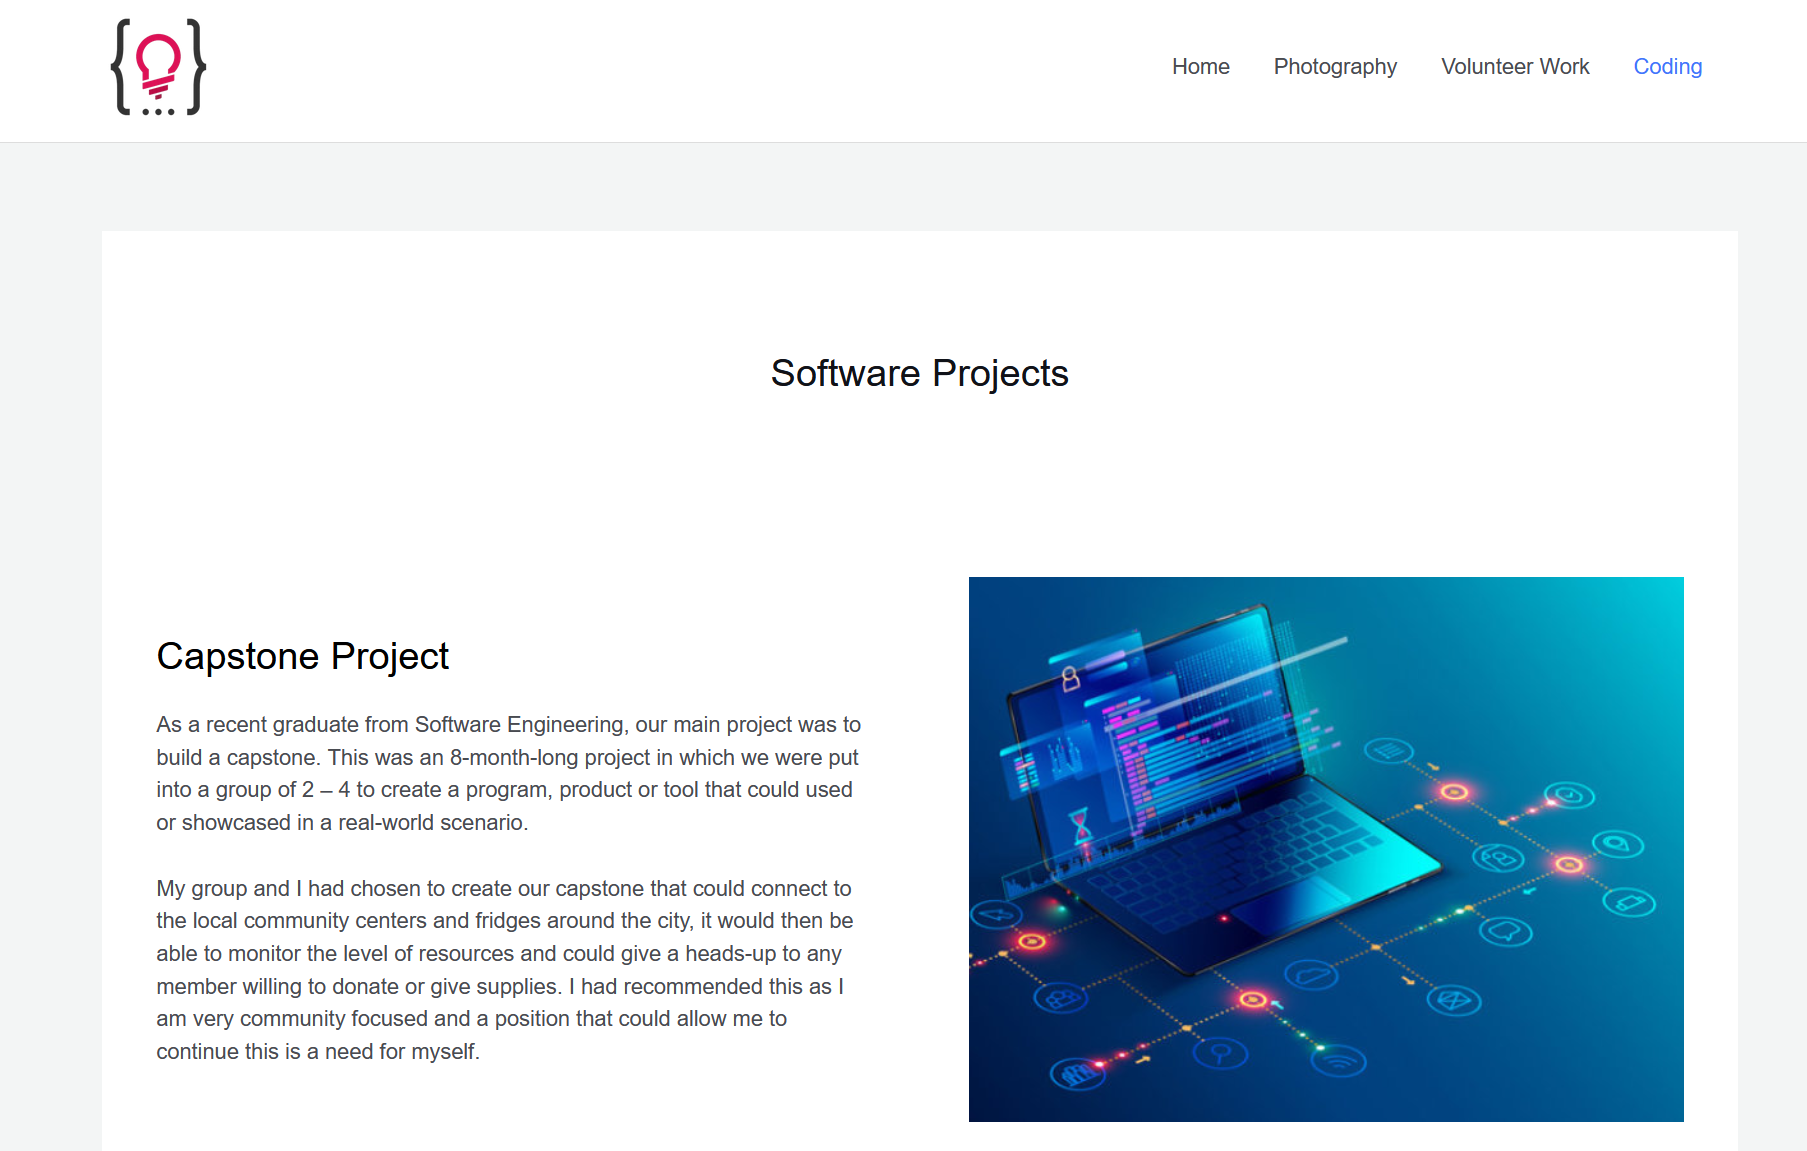 Home
Photography
Volunteer Work
Coding
Software Projects
Capstone Project
As a recent graduate from Software Engineering, our main project was to
build a capstone. This was an 8-month-long project in which we were put
into a group of 2 – 4 to create a program, product or tool that could used
or showcased in a real-world scenario.
My group and I had chosen to create our capstone that could connect to
the local community centers and fridges around the city, it would then be
able to monitor the level of resources and could give a heads-up to any
member willing to donate or give supplies. I had recommended this as I
am very community focused and a position that could allow me to
continue this is a need for myself.